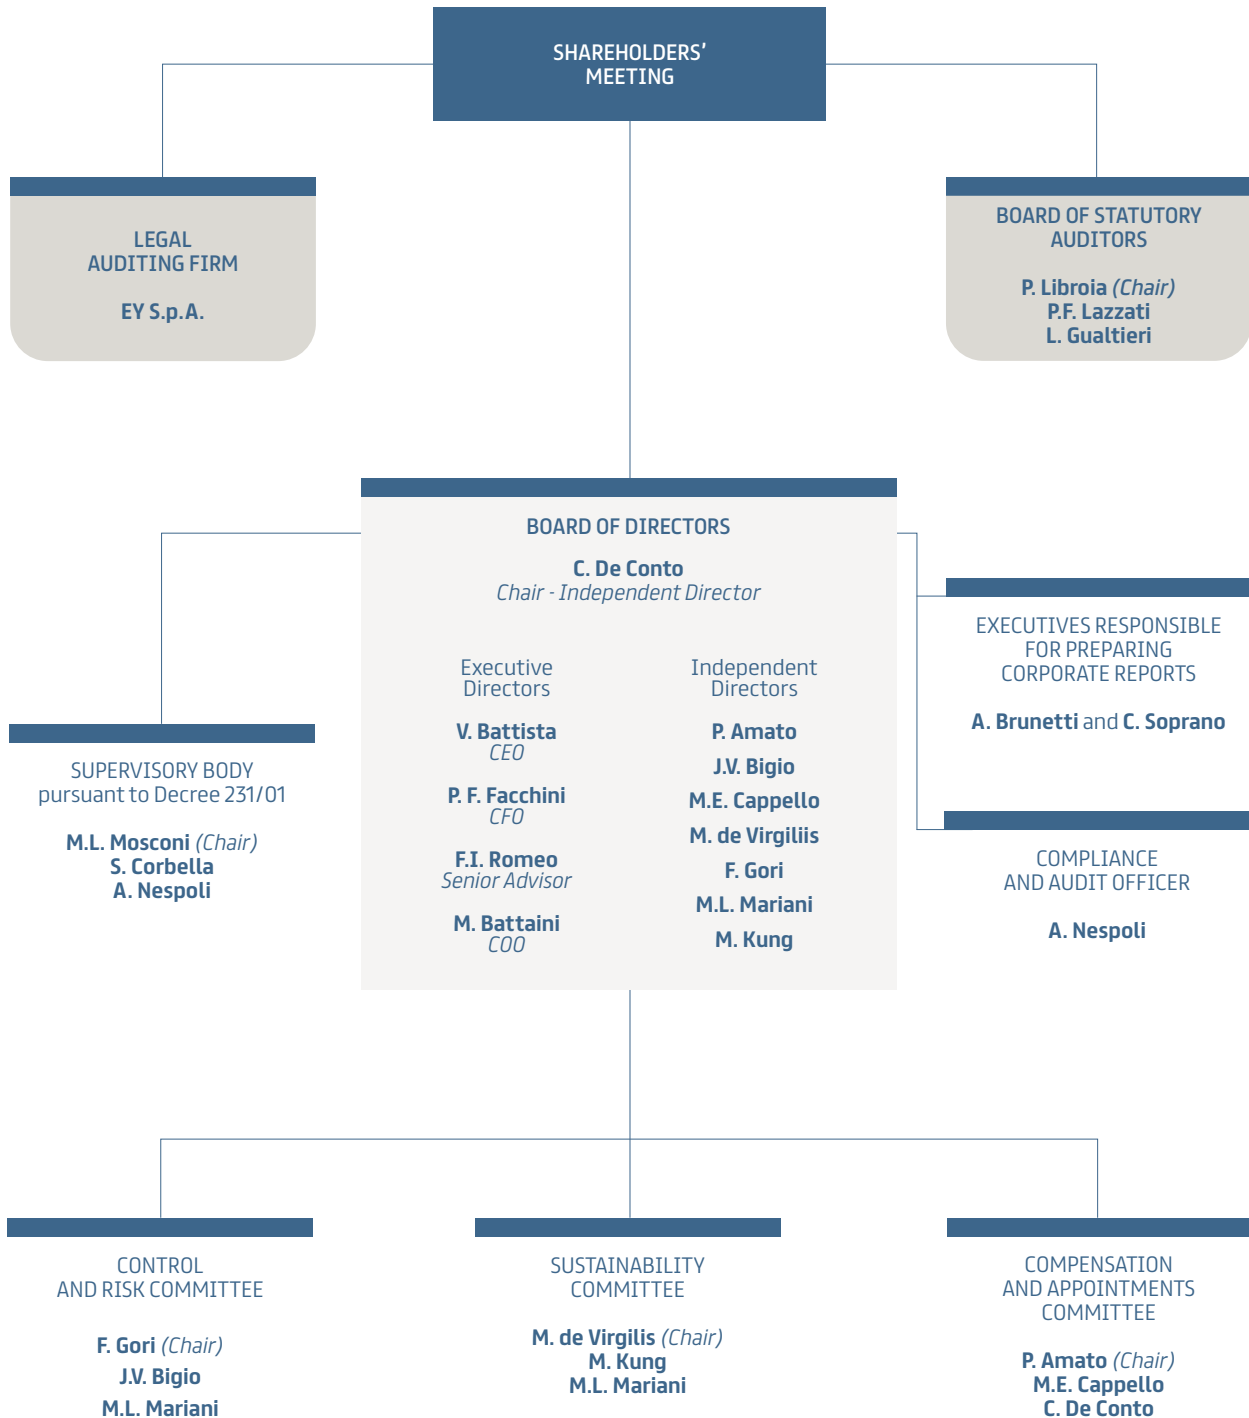 SHAREHOLDERS’
MEETING
LEGAL
AUDITING FIRM
EY S.p.A.
BOARD OF STATUTORY
AUDITORS
P. Libroia (Chair)
P.F. Lazzati
L. Gualtieri
BOARD OF DIRECTORS
C. De Conto
Chair - Independent Director
Executive
Directors
V. Battista
CEO
P. F. Facchini
CFO
F.I. Romeo
Senior Advisor
M. Battaini
COO
Independent
Directors
P. Amato
J.V. Bigio
M.E. Cappello
M. de Virgiliis
F. Gori
M.L. Mariani
M. Kung
SUPERVISORY BODY
pursuant to Decree 231/01
M.L. Mosconi (Chair)
S. Corbella
A. Nespoli
EXECUTIVES RESPONSIBLE
FOR PREPARING
CORPORATE REPORTS
A. Brunetti and C. Soprano
COMPLIANCE
AND AUDIT OFFICER
A. Nespoli
CONTROL
AND RISK COMMITTEE
F. Gori (Chair)
J.V. Bigio
M.L. Mariani
SUSTAINABILITY
COMMITTEE
M. de Virgilis (Chair)
M. Kung
M.L. Mariani
COMPENSATION
AND APPOINTMENTS
COMMITTEE
P. Amato (Chair)
M.E. Cappello
C. De Conto